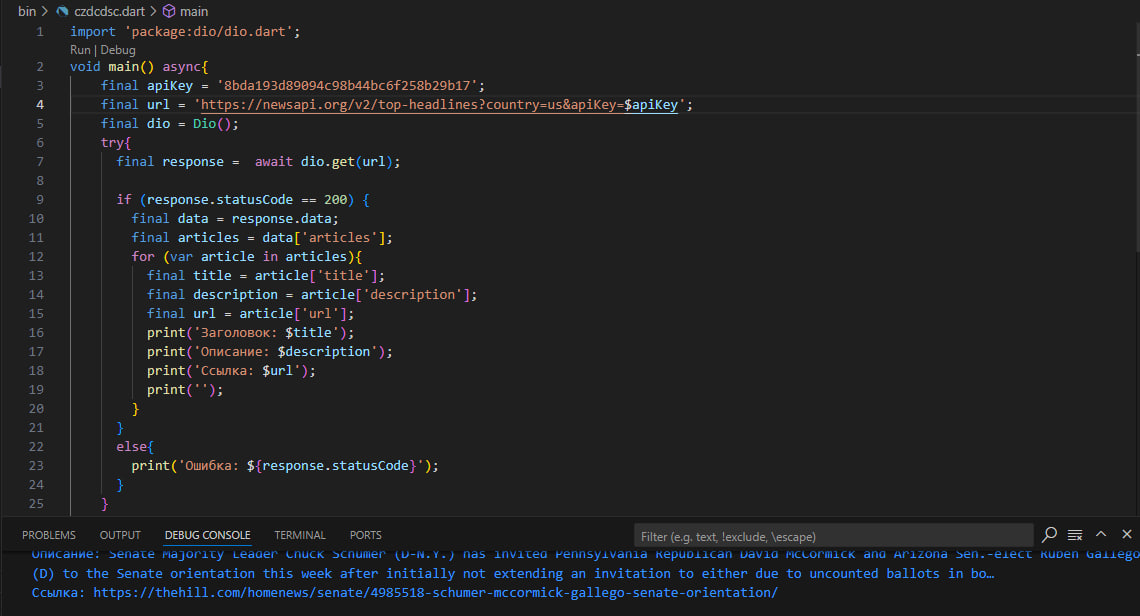 bin > czdcdsc.dart > main
1 import 'package:dio/dio.dart';
Run | Debug
2 void main() async{
3 final apiKey = '8bda193d89094c98b44bc6f258b29b17';
4 final url = 'https://newsapi.org/v2/top-headlines?country=us&apiKey=$apiKey';
5 final dio = Dio();
6 try{
7 final response =  await dio.get(url);
8
9 if (response.statusCode == 200) {
10 final data = response.data;
11 final articles = data['articles'];
12 for (var article in articles){
13 final title = article['title'];
14 final description = article['description'];
15 final url = article['url'];
16 print('Заголовок: $title');
17 print('Описание: $description');
18 print('Ссылка: $url');
19 print('');
20 }
21 }
22 else{
23 print('Ошибка: ${response.statusCode}');
24 }
25 }
PROBLEMS OUTPUT DEBUG CONSOLE TERMINAL PORTS Filter (e.g. text, !exclude, \escape)
Описание: Senate Majority Leader Chuck Schumer (D-N.Y.) has invited Pennsylvania Republican David McCormick and Arizona Sen.-elect Ruben Gallego
(D) to the Senate orientation this week after initially not extending an invitation to either due to uncounted ballots in bo…
Ссылка: https://thehill.com/homenews/senate/4985518-schumer-mccormick-gallego-senate-orientation/